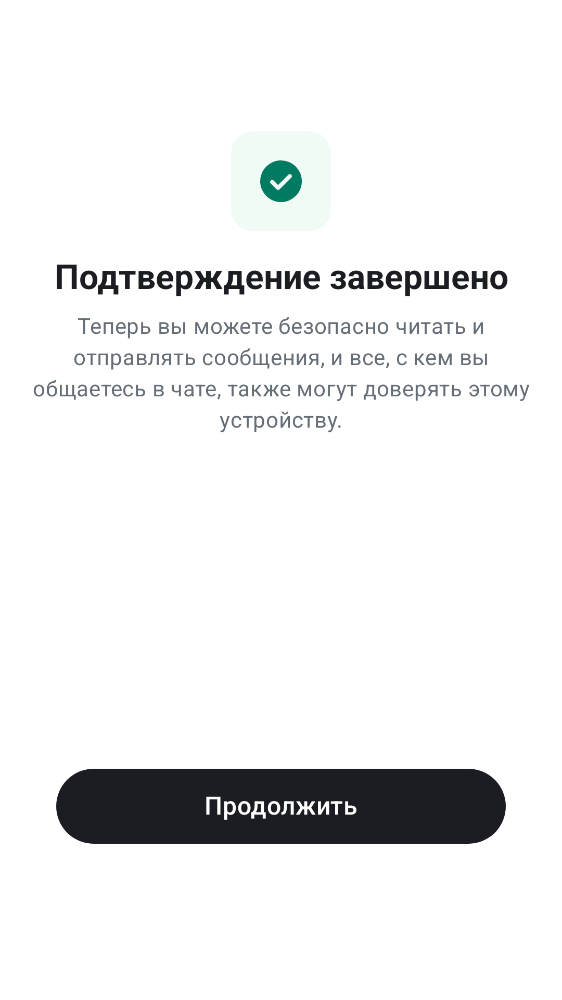 Подтверждение завершено
Теперь вы можете безопасно читать и
отправлять сообщения, и все, с кем вы
общаетесь в чате, также могут доверять этому
устройству.
Продолжить